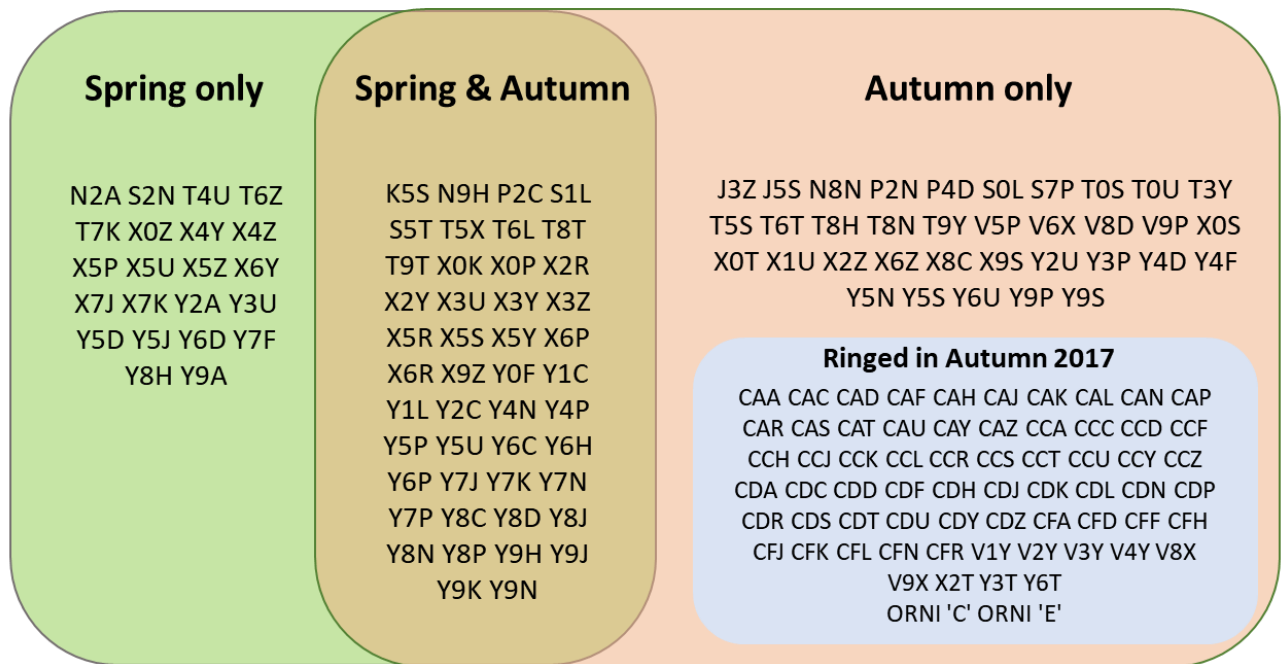 Spring only
N2A S2N T4U T6Z
T7K X0Z X4Y X4Z
X5P X5U X5Z X6Y
X7J X7K Y2A Y3U
Y5D Y5J Y6D Y7F
Y8H Y9A
Spring & Autumn
K5S N9H P2C S1L
S5T T5X T6L T8T
T9T X0K X0P X2R
X2Y X3U X3Y X3Z
X5R X5S X5Y X6P
X6R X9Z Y0F Y1C
Y1L Y2C Y4N Y4P
Y5P Y5U Y6C Y6H
Y6P Y7J Y7K Y7N
Y7P Y8C Y8D Y8J
Y8N Y8P Y9H Y9J
Y9K Y9N
Autumn only
J3Z J5S N8N P2N P4D S0L S7P T0S T0U T3Y
T5S T6T T8H T8N T9Y V5P V6X V8D V9P X0S
X0T X1U X2Z X6Z X8C X9S Y2U Y3P Y4D Y4F
Y5N Y5S Y6U Y9P Y9S
Ringed in Autumn 2017
CAA CAC CAD CAF CAH CAJ CAK CAL CAN CAP
CAR CAS CAT CAU CAY CAZ CCA CCC CCD CCF
CCH CCJ CCK CCL CCR CCS CCT CCU CCY CCZ
CDA CDC CDD CDF CDH CDJ CDK CDL CDN CDP
CDR CDS CDT CDU CDY CDZ CFA CFD CFF CFH
CFJ CFK CFL CFN CFR V1Y V2Y V3Y V4Y V8X
V9X X2T Y3T Y6T
ORNI 'C' ORNI 'E'